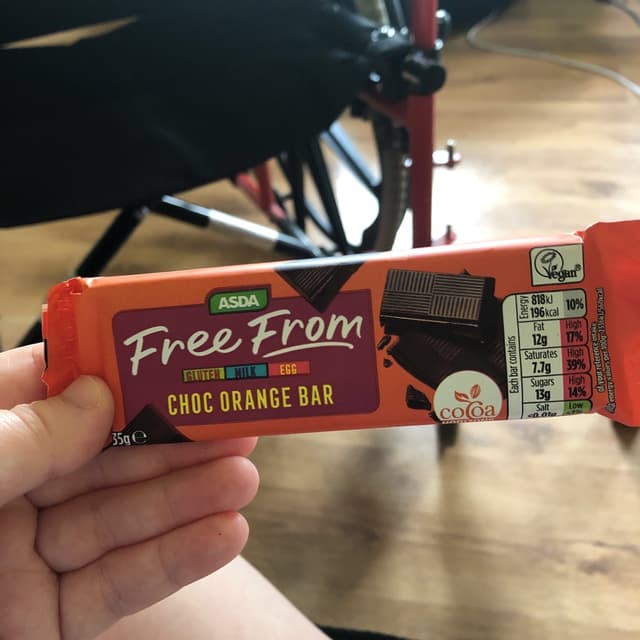 ASDA
Free From
GLUTEN MILK EGG
CHOC ORANGE BAR
35g e
cocoa
Vegan
Each bar contains
Energy 818kJ
196kcal 10%
Fat High
12g 17%
Saturates High
7.7g 39%
Sugars High
13g 14%
Salt Low